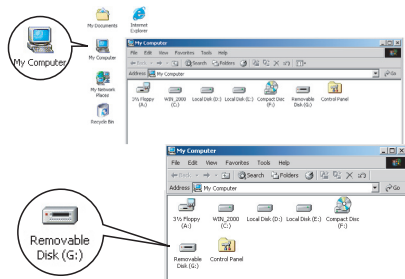 My Documents
Internet
Explorer
My Computer
My Computer
My Network
Places
Recycle Bin
My Computer
File Edit View Favorites Tools Help
Back Search Folders
Address My Computer Go
3½ Floppy
(A:)
WIN_2000
(C:)
Local Disk (D:)
Local Disk (E:)
Compact Disc
(F:)
Removable
Disk (G:)
Control Panel
My Computer
File Edit View Favorites Tools Help
Back Search Folders
Address My Computer Go
3½ Floppy
(A:)
WIN_2000
(C:)
Local Disk (D:)
Local Disk (E:)
Compact Disc
(F:)
Removable
Disk (G:)
Control Panel
Removable
Disk (G:)